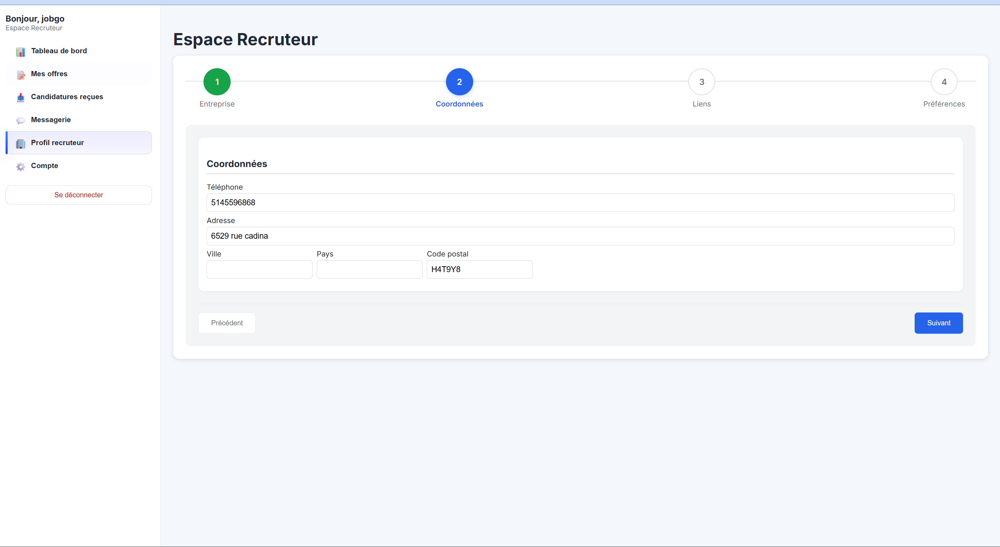 Bonjour, jobgo
Espace Recruteur
Tableau de bord
Mes offres
Candidatures reçues
Messagerie
Profil recruteur
Compte
Se déconnecter
Espace Recruteur
1
2
3
4
Entreprise
Coordonnées
Liens
Préférences
Coordonnées
Téléphone
5145596868
Adresse
6529 rue cadina
Ville
Pays
Code postal
H4T9Y8
Précédent
Suivant